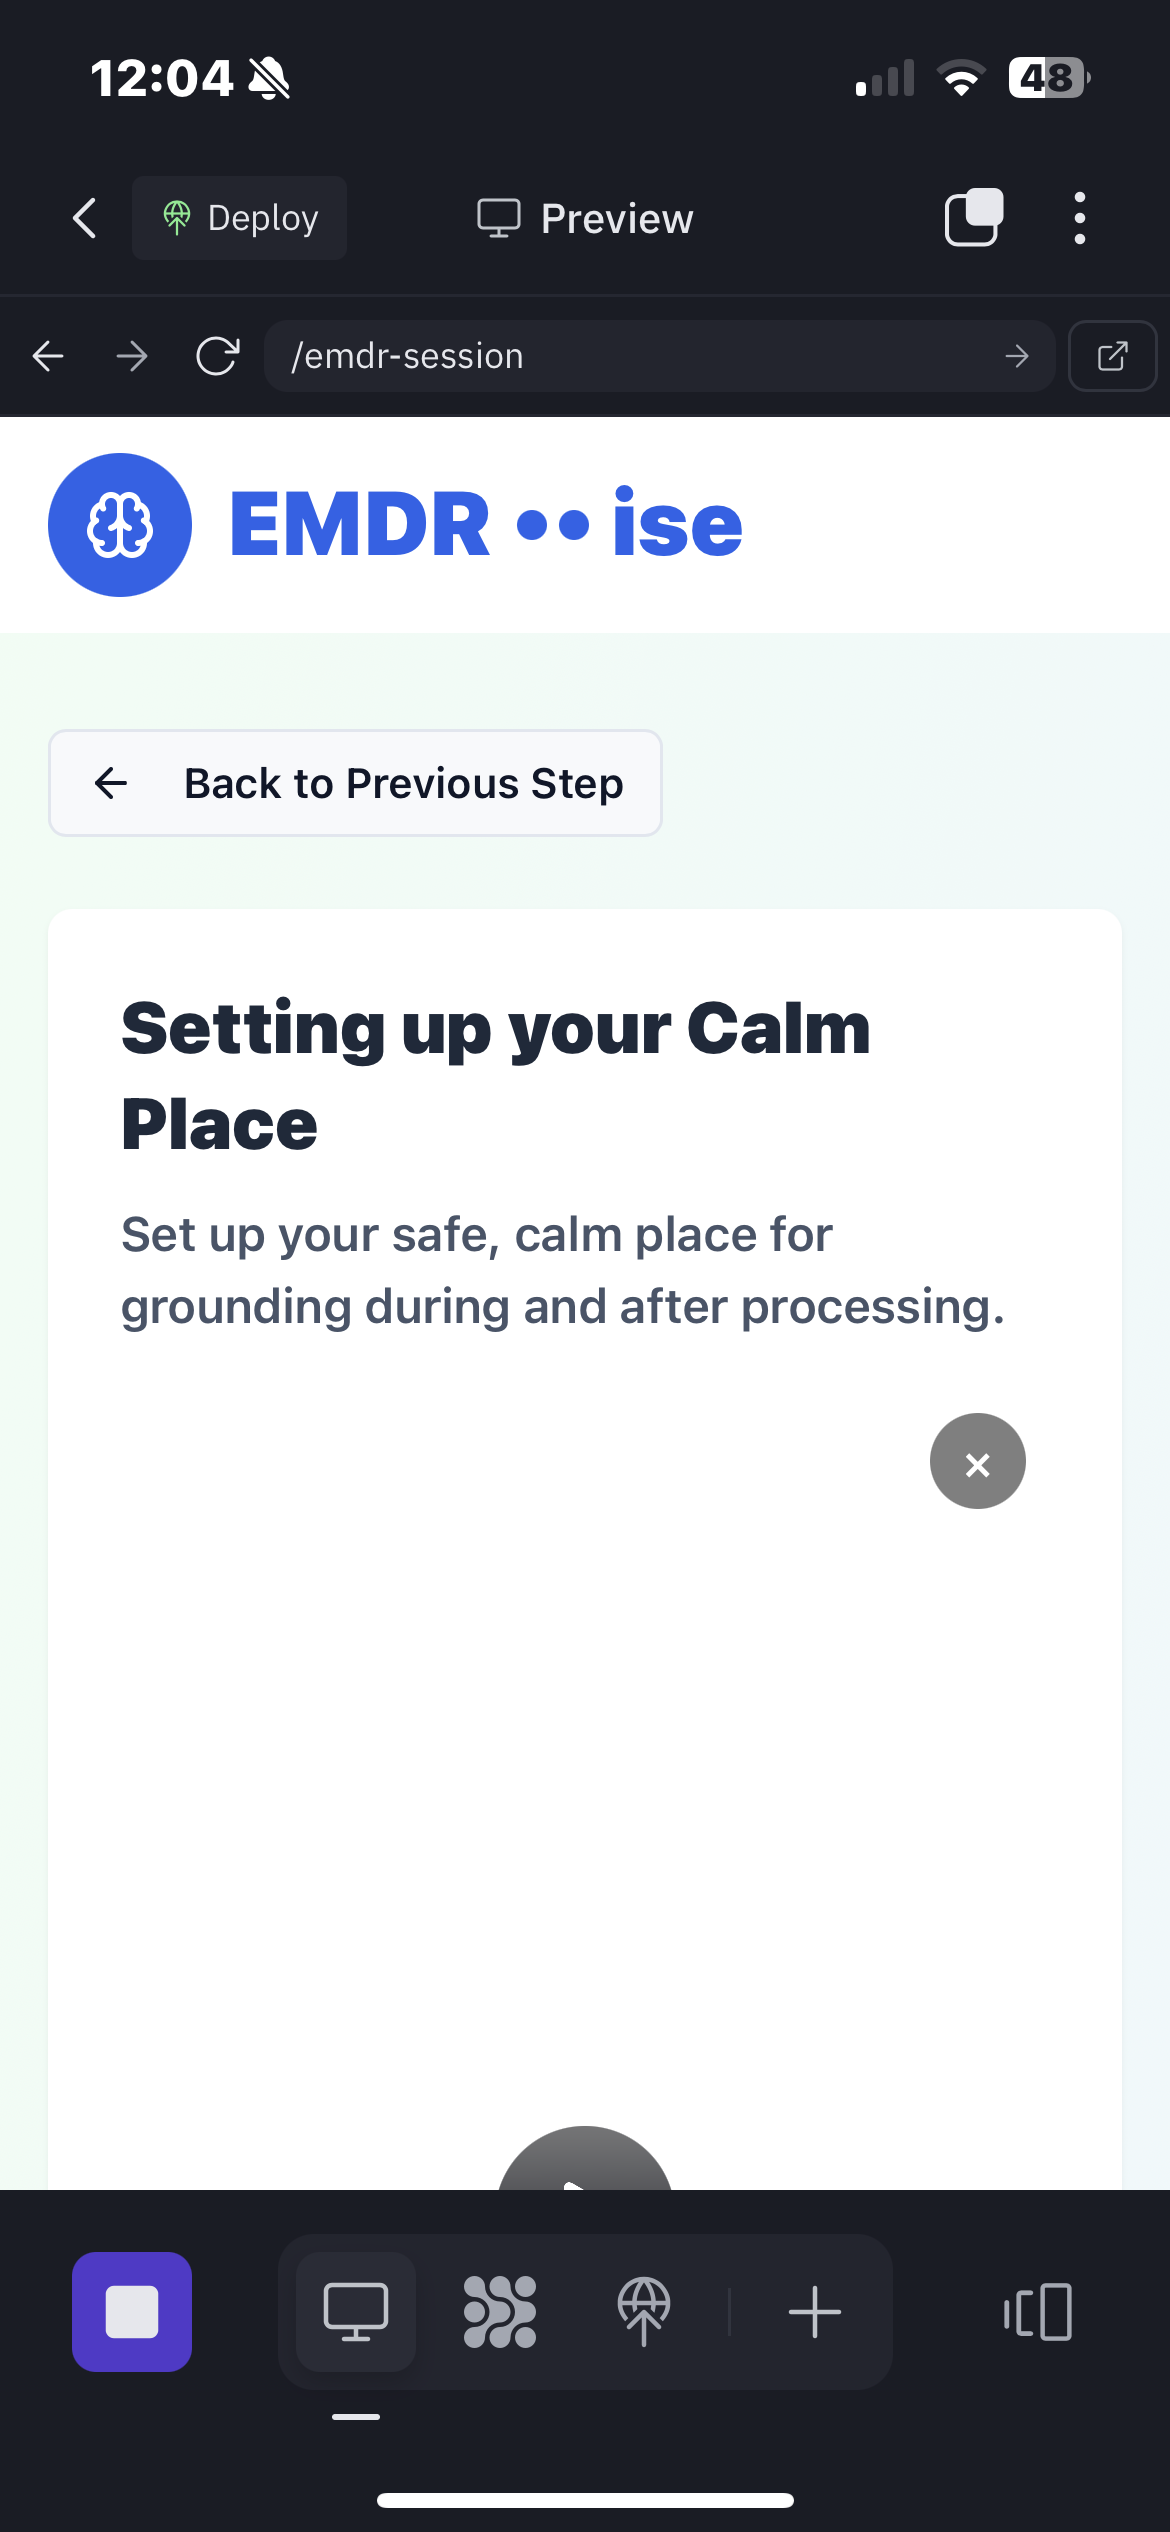 12:04
48
Deploy
Preview
/emdr-session
EMDR •• ise
Back to Previous Step
Setting up your Calm
Place
Set up your safe, calm place for
grounding during and after processing.